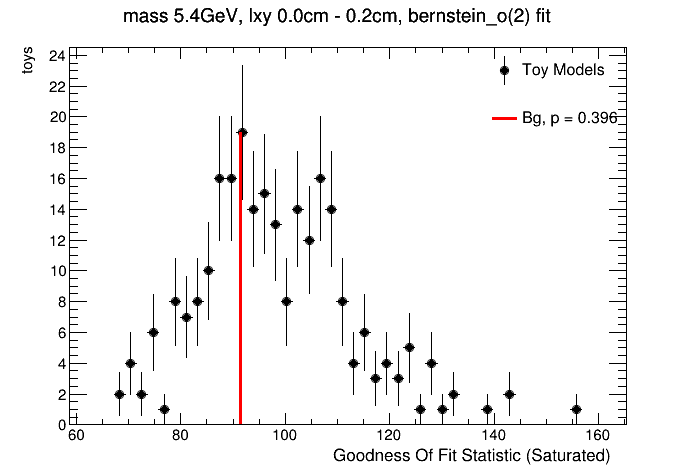 mass 5.4GeV, lxy 0.0cm - 0.2cm, bernstein_o(2) fit
toys
24
22
20
18
16
14
12
10
8
6
4
2
0
Toy Models
Bg, p = 0.396
60 80 100 120 140 160
Goodness Of Fit Statistic (Saturated)